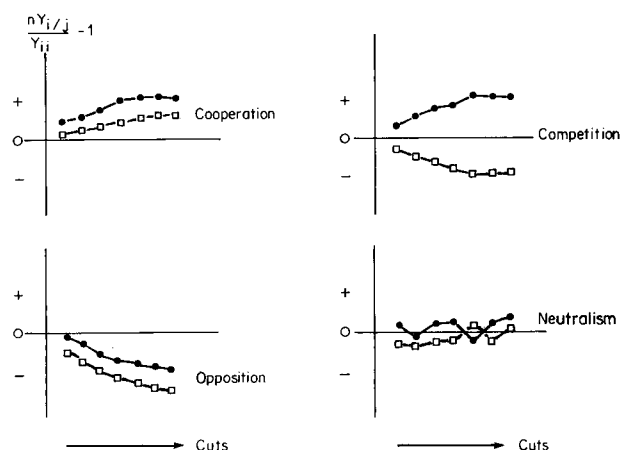 nYi/j
Yii
-1
+
O
-
Cooperation
+
O
-
Competition
+
O
-
Opposition
+
O
-
Neutralism
Cuts
Cuts